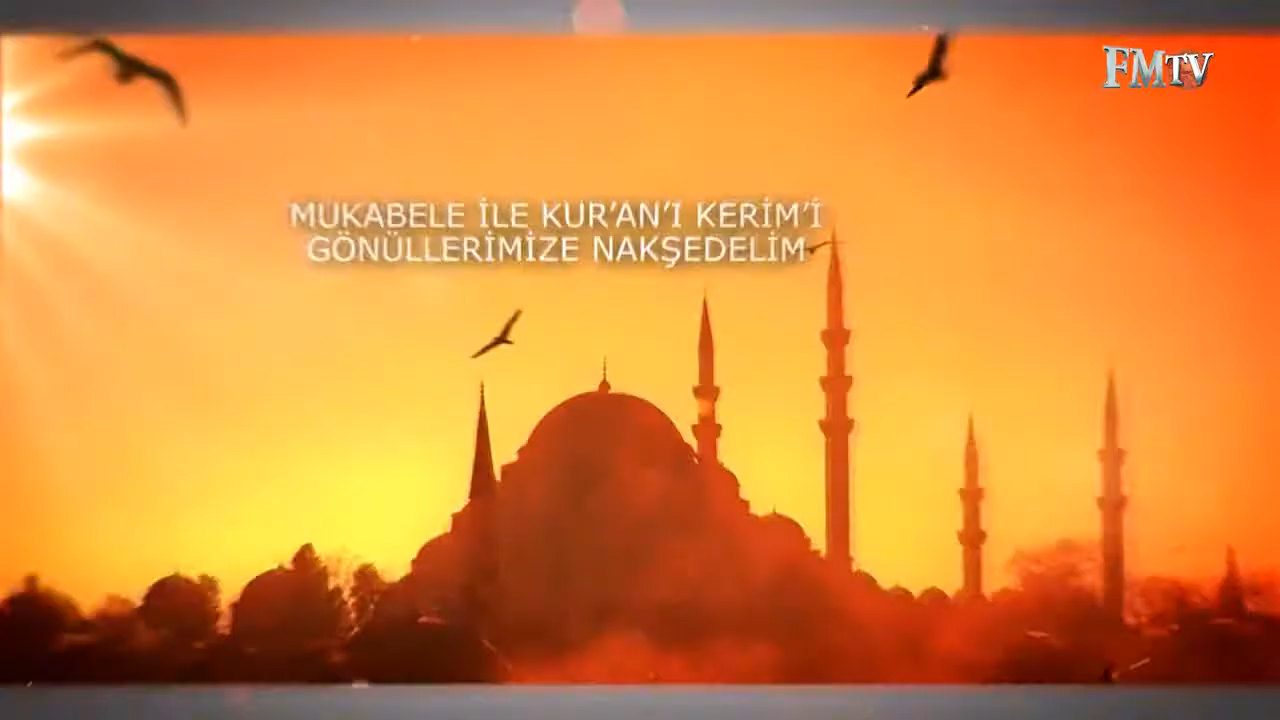 FMTV
MUKABELE İLE KUR’AN’I KERİM’İ
GÖNÜLLERİMİZE NAKŞEDELİM